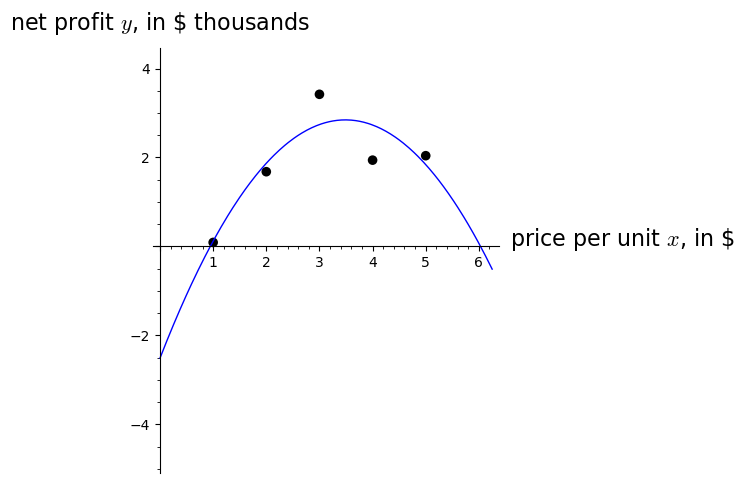 net profit y, in $ thousands
4
2
price per unit x, in $
1 2 3 4 5 6
−2
−4